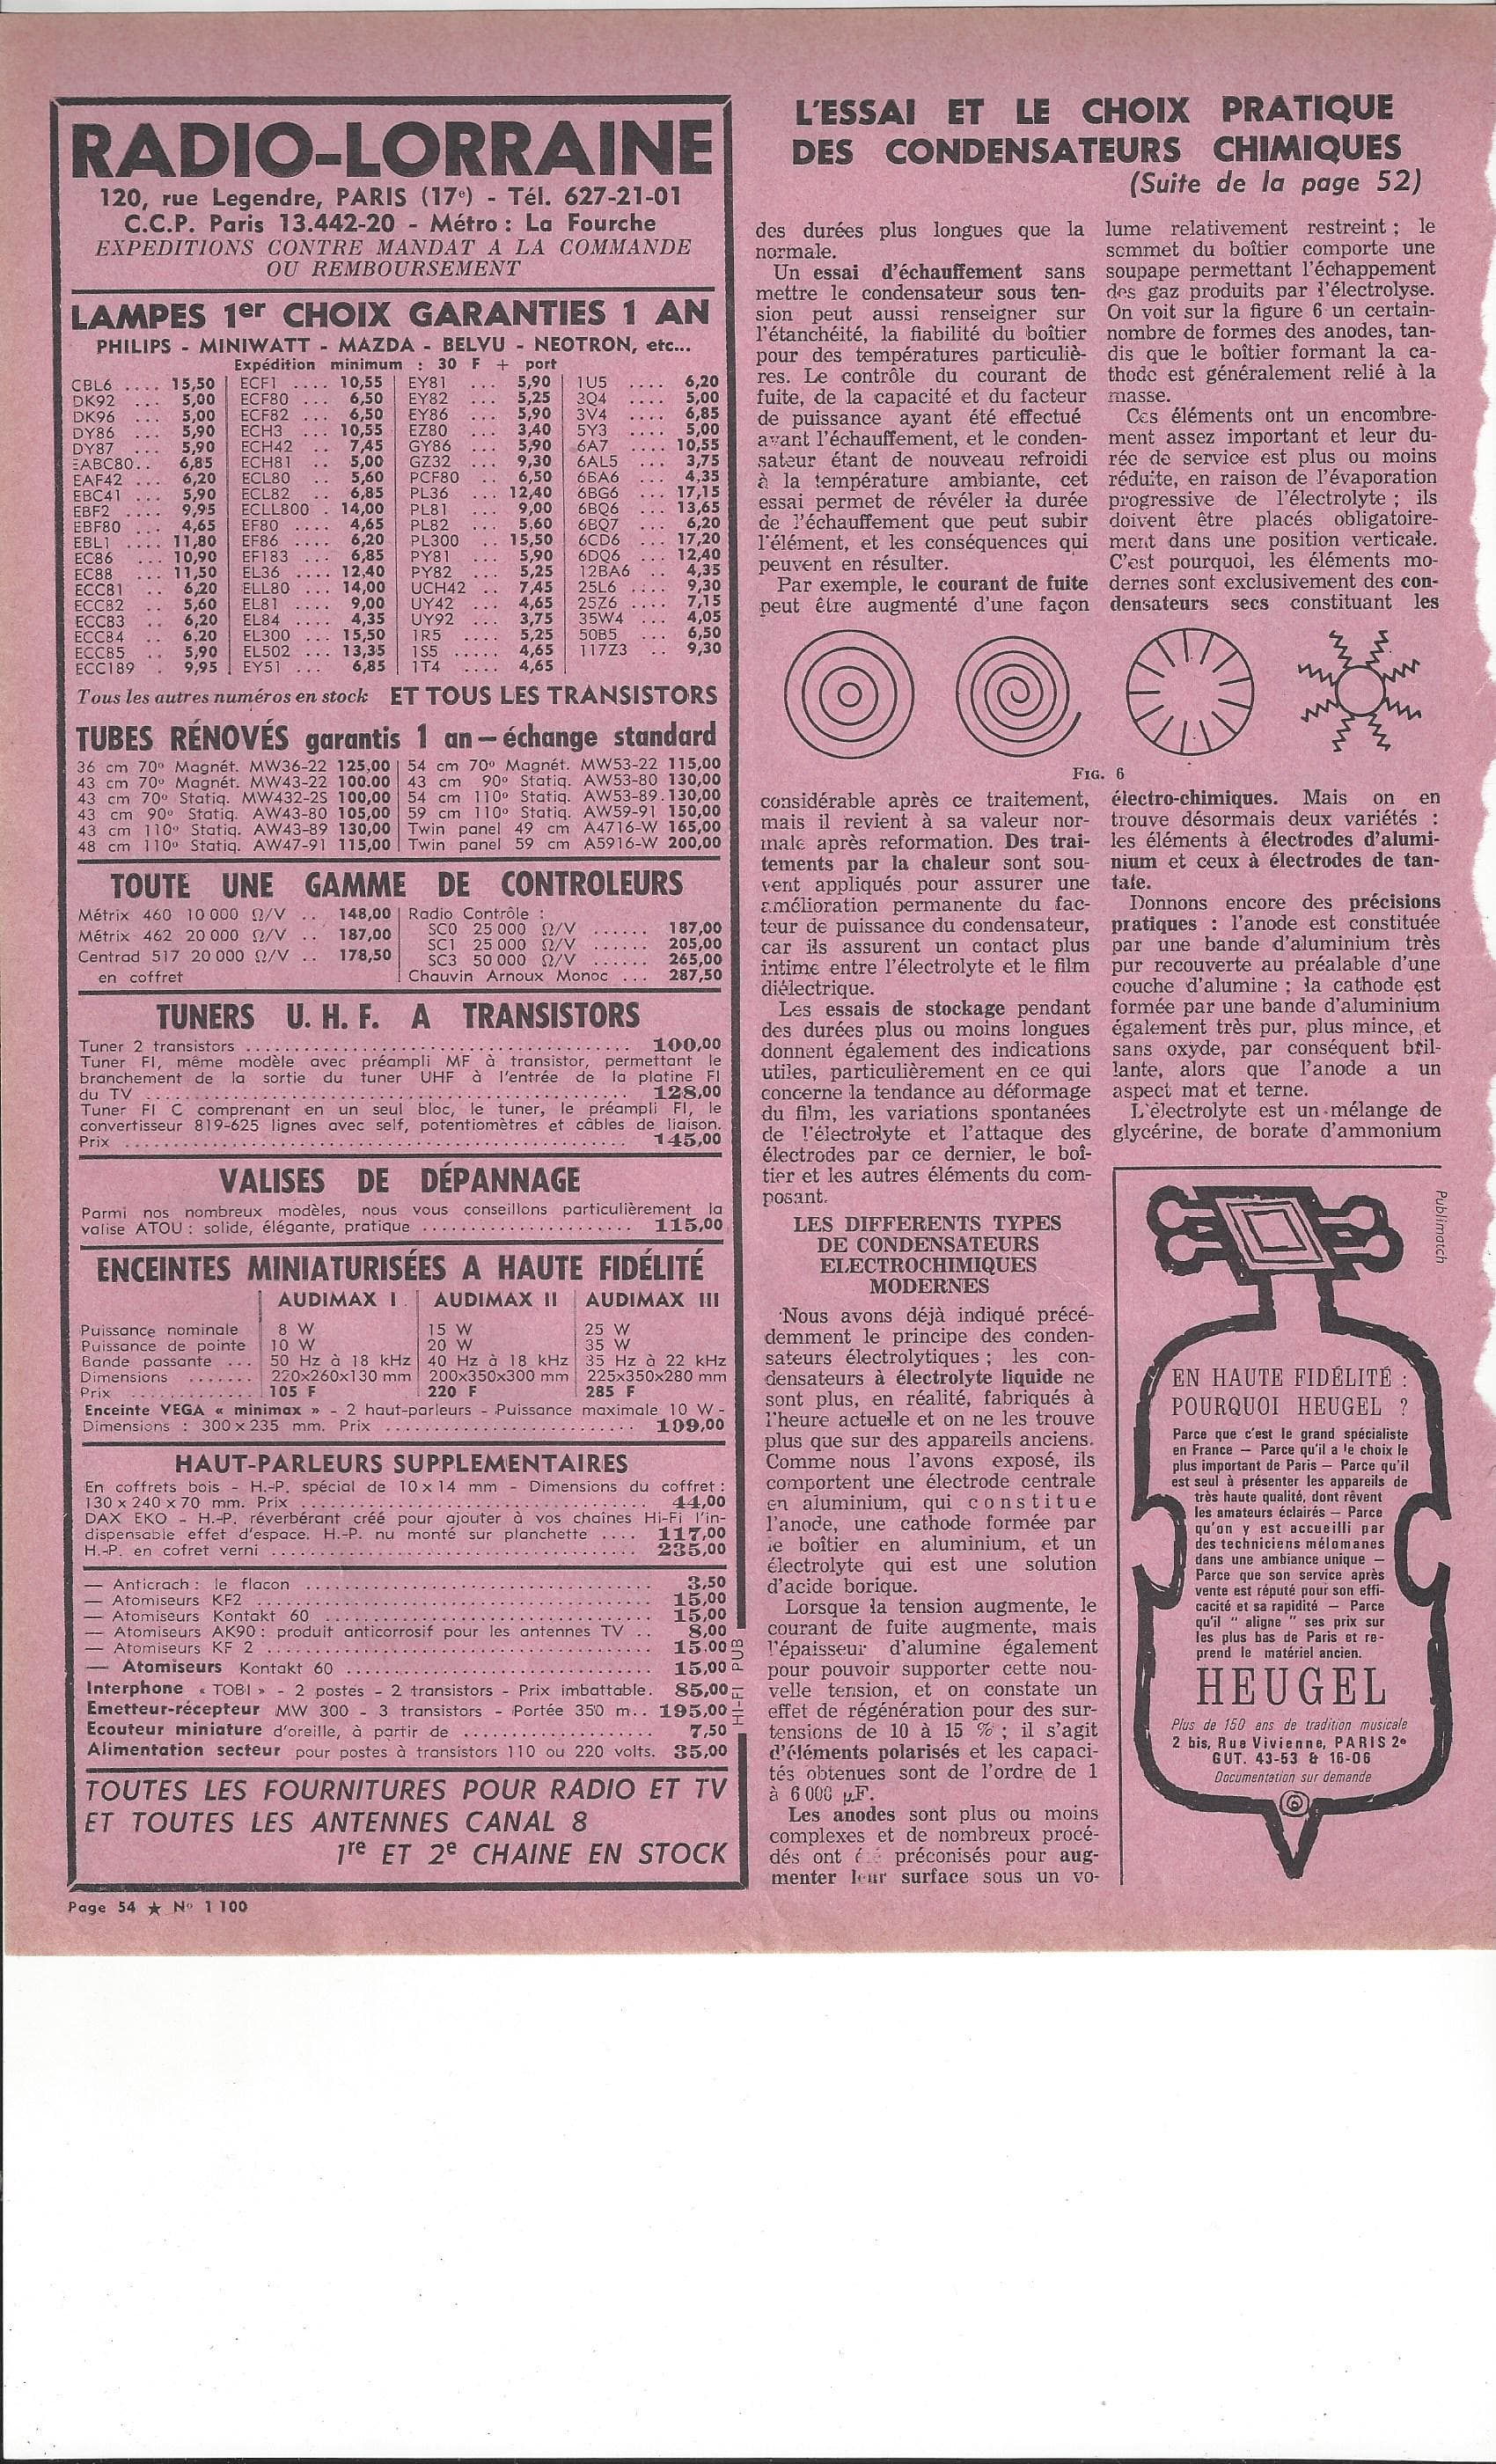 RADIO-LORRAINE
120, rue Legendre, PARIS (17e) - Tél. 627-21-01
C.C.P. Paris 13.442-20 - Métro : La Fourche
EXPEDITIONS CONTRE MANDAT A LA COMMANDE
OU REMBOURSEMENT
LAMPES 1er CHOIX GARANTIES 1 AN
PHILIPS - MINIWATT - MAZDA - BELVU - NEOTRON, etc...
Expédition minimum : 30 F + port
CBL6 .... 15,50
DK92 ... 5,00
DK96 ... 5,00
DY86 ... 5,90
DY87 ... 5,90
EABC80.. 6,85
EAF42 .. 6,20
EBC41 .. 5,90
EBF2 .... 9,95
EBF80 .. 4,65
EBL1 .... 11,80
EC86 ... 10,90
EC88 ... 11,50
ECC81 .. 6,20
ECC82 .. 5,60
ECC83 .. 6,20
ECC84 .. 6,20
ECC85 .. 5,90
ECC189 . 9,95
ECF1 .... 10,55
ECF80 .. 6,50
ECF82 .. 6,50
ECH3 ... 10,55
ECH42 .. 7,45
ECH81 .. 5,00
ECL80 .. 5,60
ECL82 .. 6,85
ECLL800 . 14,00
EF80 .... 4,65
EF86 .... 6,20
EF183 ... 6,85
EL36 .... 12,40
ELL80 ... 14,00
EL81 .... 9,00
EL84 .... 4,35
EL300 ... 15,50
EL502 ... 13,35
EY51 ... 6,85
EY81 ... 5,90
EY82 ... 5,25
EY86 ... 5,90
EZ80 ... 3,40
GY86 ... 5,90
GZ32 ... 9,30
PCF80 .. 6,50
PL36 ... 12,40
PL81 ... 9,00
PL82 ... 5,60
PL300 .. 15,50
PY81 ... 5,90
PY82 ... 5,25
UCH42 .. 7,45
UY42 ... 4,65
UY92 ... 3,75
1R5 .... 5,25
1S5 ..... 4,65
1T4 .... 4,65
1U5 .... 6,20
3Q4 .... 5,00
3V4 .... 6,85
5Y3 .... 5,00
6A7 .... 10,55
6AL5 ... 3,75
6BA6 ... 4,35
6BG6 ... 17,15
6BQ6 ... 13,65
6BQ7 ... 6,20
6CD6 ... 17,20
6DQ6 ... 12,40
12BA6 .. 4,35
25L6 .... 9,30
25Z6 .... 7,15
35W4 ... 4,05
50B5 ... 6,50
117Z3 .. 9,30
Tous les autres numéros en stock ET TOUS LES TRANSISTORS
TUBES RÉNOVÉS garantis 1 an — échange standard
36 cm 70° Magnét. MW36-22 125,00
43 cm 70° Magnét. MW43-22 100.00
43 cm 70° Statiq. MW432-2S 100,00
43 cm 90° Statiq. AW43-80 105,00
43 cm 110° Statiq. AW43-89 130,00
48 cm 110° Statiq. AW47-91 115,00
54 cm 70° Magnét. MW53-22 115,00
43 cm 90° Statiq. AW53-80 130,00
54 cm 110° Statiq. AW53-89.130,00
59 cm 110° Statiq. AW59-91 150,00
Twin panel 49 cm A4716-W 165,00
Twin panel 59 cm A5916-W 200,00
TOUTE UNE GAMME DE CONTROLEURS
Métrix 460 10 000 Ω/V .. 148,00
Métrix 462 20 000 Ω/V .. 187,00
Centrad 517 20 000 Ω/V .. 178,50
en coffret
Radio Contrôle :
SC0 25 000 Ω/V ...... 187,00
SC1 25 000 Ω/V ...... 205,00
SC3 50 000 Ω/V ...... 265,00
Chauvin Arnoux Monoc ... 287,50
TUNERS U. H. F. A TRANSISTORS
Tuner 2 transistors ........................................ 100,00
Tuner FI, même modèle avec préampli MF à transistor, permettant le
branchement de la sortie du tuner UHF à l'entrée de la platine FI
du TV .................................................. 128,00
Tuner FI C comprenant en un seul bloc, le tuner, le préampli FI, le
convertisseur 819-625 lignes avec self, potentiomètres et câbles de liaison.
Prix .................................................. 145,00
VALISES DE DÉPANNAGE
Parmi nos nombreux modèles, nous vous conseillons particulièrement la
valise ATOU : solide, élégante, pratique ..................... 115,00
ENCEINTES MINIATURISÉES A HAUTE FIDÉLITÉ
AUDIMAX I AUDIMAX II AUDIMAX III
Puissance nominale 8 W 15 W 25 W
Puissance de pointe 10 W 20 W 35 W
Bande passante ... 50 Hz à 18 kHz 40 Hz à 18 kHz 35 Hz à 22 kHz
Dimensions ....... 220x260x130 mm 200x350x300 mm 225x350x280 mm
Prix ............. 105 F 220 F 285 F
Enceinte VEGA « minimax » - 2 haut-parleurs - Puissance maximale 10 W -
Dimensions : 300 x 235 mm. Prix ......................... 199,00
HAUT-PARLEURS SUPPLEMENTAIRES
En coffrets bois - H.-P. spécial de 10 x 14 mm - Dimensions du coffret :
130 x 240 x 70 mm. Prix ................................... 44,00
DAX EKO - H.-P. réverbérant créé pour ajouter à vos chaînes Hi-Fi l'in-
dispensable effet d'espace. H.-P. nu monté sur planchette .... 117,00
H.-P. en cofret verni ...................................... 235,00
— Anticrach : le flacon ................................... 3,50
— Atomiseurs KF2 ..................................... 15,00
— Atomiseurs Kontakt 60 ................................. 15,00
— Atomiseurs AK90 : produit anticorrosif pour les antennes TV .. 8,00
— Atomiseurs KF 2 ..................................... 15.00
— Atomiseurs Kontakt 60 ............................... 15,00
Interphone « TOBI » - 2 postes - 2 transistors - Prix imbattable. 85,00
Emetteur-récepteur MW 300 - 3 transistors - Portée 350 m.. 195,00
Ecouteur miniature d'oreille, à partir de ................... 7,50
Alimentation secteur pour postes à transistors 110 ou 220 volts. 35,00
HI-FI PUB
TOUTES LES FOURNITURES POUR RADIO ET TV
ET TOUTES LES ANTENNES CANAL 8
1re ET 2e CHAINE EN STOCK
Page 54 ★ No 1 100
L'ESSAI ET LE CHOIX PRATIQUE
DES CONDENSATEURS CHIMIQUES
(Suite de la page 52)
des durées plus longues que la
normale.
Un essai d'échauffement sans
mettre le condensateur sous ten-
sion peut aussi renseigner sur
l'étanchéité, la fiabilité du boîtier
pour des températures particuliè-
res. Le contrôle du courant de
fuite, de la capacité et du facteur
de puissance ayant été effectué
avant l'échauffement, et le conden-
sateur étant de nouveau refroidi
à la température ambiante, cet
essai permet de révéler la durée
de l'échauffement que peut subir
l'élément, et les conséquences qui
peuvent en résulter.
Par exemple, le courant de fuite
peut être augmenté d'une façon
lume relativement restreint ; le
sommet du boîtier comporte une
soupape permettant l'échappement
des gaz produits par l'électrolyse.
On voit sur la figure 6 un certain-
nombre de formes des anodes, tan-
dis que le boîtier formant la ca-
thode est généralement relié à la
masse.
Ces éléments ont un encombre-
ment assez important et leur du-
rée de service est plus ou moins
réduite, en raison de l'évaporation
progressive de l'électrolyte ; ils
doivent être placés obligatoire-
ment dans une position verticale.
C'est pourquoi, les éléments mo-
dernes sont exclusivement des con-
densateurs secs constituant les
FIG. 6
considérable après ce traitement,
mais il revient à sa valeur nor-
male après reformation. Des trai-
tements par la chaleur sont sou-
vent appliqués pour assurer une
amélioration permanente du fac-
teur de puissance du condensateur,
car ils assurent un contact plus
intime entre l'électrolyte et le film
diélectrique.
Les essais de stockage pendant
des durées plus ou moins longues
donnent également des indications
utiles, particulièrement en ce qui
concerne la tendance au déformage
du film, les variations spontanées
de l'électrolyte et l'attaque des
électrodes par ce dernier, le boî-
tier et les autres éléments du com-
posant.
LES DIFFERENTS TYPES
DE CONDENSATEURS
ELECTROCHIMIQUES
MODERNES
Nous avons déjà indiqué précé-
demment le principe des conden-
sateurs électrolytiques ; les con-
densateurs à électrolyte liquide ne
sont plus, en réalité, fabriqués à
l'heure actuelle et on ne les trouve
plus que sur des appareils anciens.
Comme nous l'avons exposé, ils
comportent une électrode centrale
en aluminium, qui constitue
l'anode, une cathode formée par
le boîtier en aluminium, et un
électrolyte qui est une solution
d'acide borique.
Lorsque la tension augmente, le
courant de fuite augmente, mais
l'épaisseur d'alumine également
pour pouvoir supporter cette nou-
velle tension, et on constate un
effet de régénération pour des sur-
tensions de 10 à 15 % ; il s'agit
d'éléments polarisés et les capaci-
tés obtenues sont de l'ordre de 1
à 6 000 µF.
Les anodes sont plus ou moins
complexes et de nombreux procé-
dés ont été préconisés pour aug-
menter leur surface sous un vo-
électro-chimiques. Mais on en
trouve désormais deux variétés :
les éléments à électrodes d'alumi-
nium et ceux à électrodes de tan-
tale.
Donnons encore des précisions
pratiques : l'anode est constituée
par une bande d'aluminium très
pur recouverte au préalable d'une
couche d'alumine ; la cathode est
formée par une bande d'aluminium
également très pur, plus mince, et
sans oxyde, par conséquent bril-
lante, alors que l'anode a un
aspect mat et terne.
L'électrolyte est un mélange de
glycérine, de borate d'ammonium
Publimatch
EN HAUTE FIDÉLITÉ :
POURQUOI HEUGEL ?
Parce que c'est le grand spécialiste
en France — Parce qu'il a le choix le
plus important de Paris — Parce qu'il
est seul à présenter les appareils de
très haute qualité, dont rêvent
les amateurs éclairés — Parce
qu'on y est accueilli par
des techniciens mélomanes
dans une ambiance unique —
Parce que son service après
vente est réputé pour son effi-
cacité et sa rapidité — Parce
qu'il " aligne " ses prix sur
les plus bas de Paris et re-
prend le matériel ancien.
HEUGEL
Plus de 150 ans de tradition musicale
2 bis, Rue Vivienne, PARIS 2e
GUT. 43-53 & 16-06
Documentation sur demande